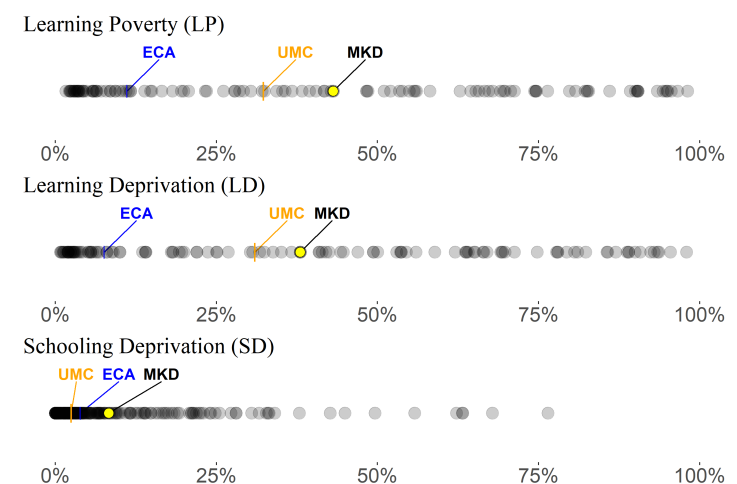 Learning Poverty (LP)
ECA UMC MKD
0% 25% 50% 75% 100%
Learning Deprivation (LD)
ECA UMC MKD
0% 25% 50% 75% 100%
Schooling Deprivation (SD)
UMC ECA MKD
0% 25% 50% 75% 100%